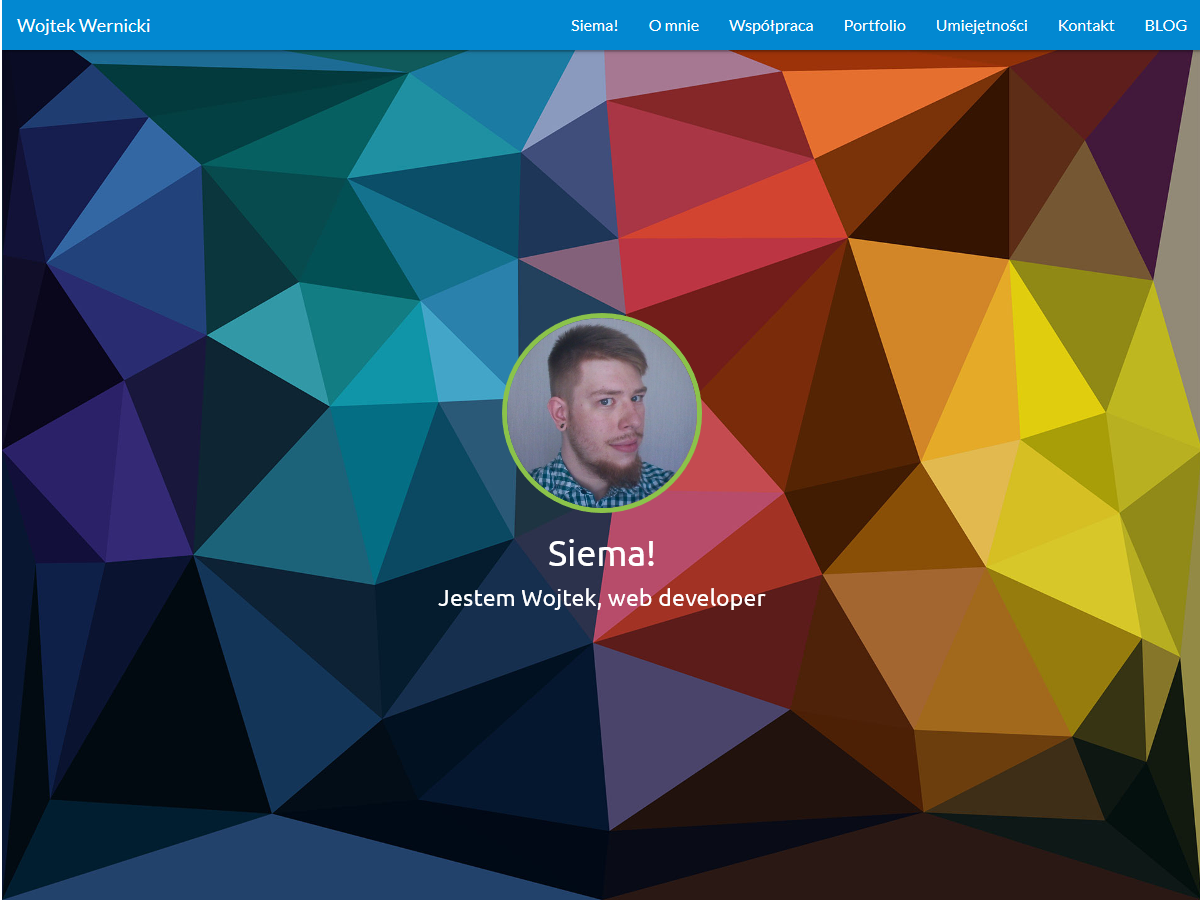 Wojtek Wernicki
Siema! O mnie Współpraca Portfolio Umiejętności Kontakt BLOG
Siema!
Jestem Wojtek, web developer